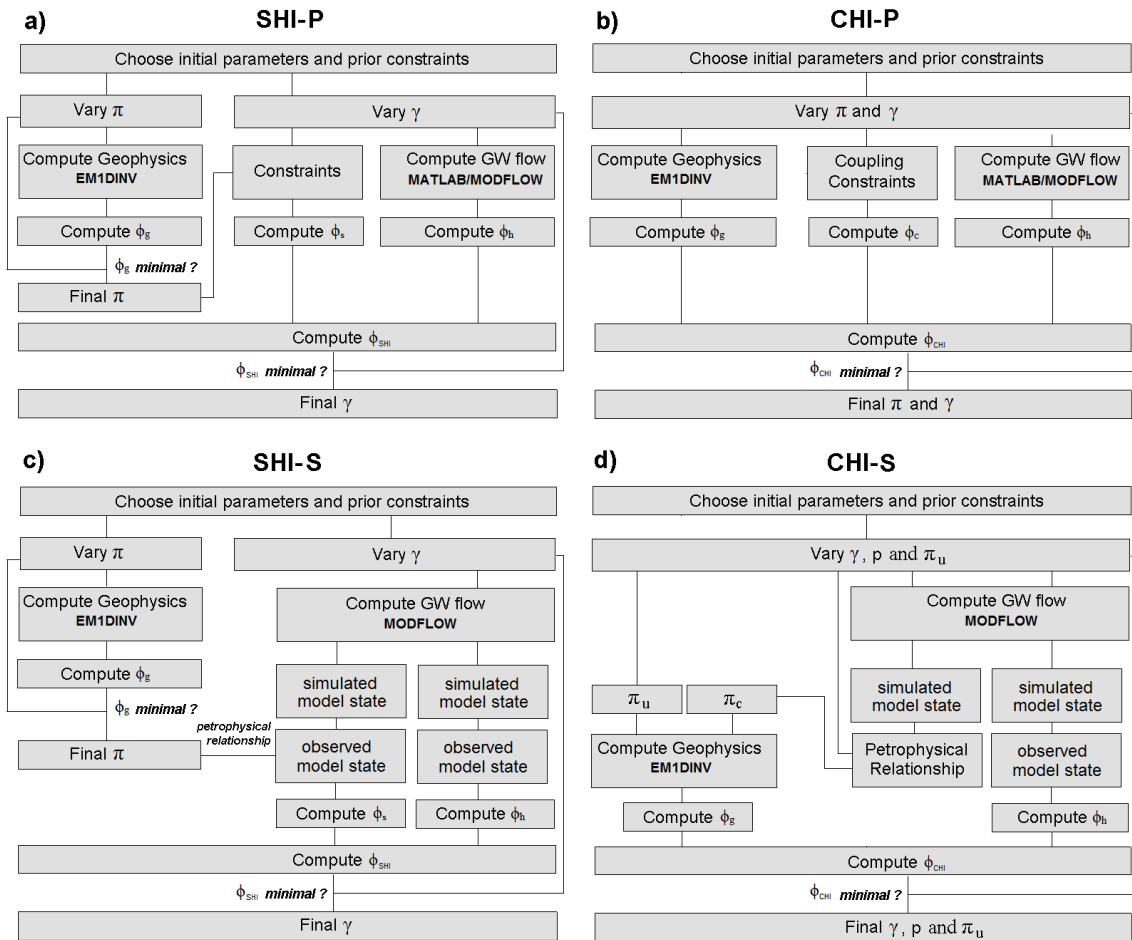 a)
SHI-P
Choose initial parameters and prior constraints
Vary π
Vary γ
Compute Geophysics
EM1DINV
Constraints
Compute GW flow
MATLAB/MODFLOW
Compute ϕg
Compute ϕs
Compute ϕh
ϕg minimal ?
Final π
Compute ϕSHI
ϕSHI minimal ?
Final γ
b)
CHI-P
Choose initial parameters and prior constraints
Vary π and γ
Compute Geophysics
EM1DINV
Coupling
Constraints
Compute GW flow
MATLAB/MODFLOW
Compute ϕg
Compute ϕc
Compute ϕh
Compute ϕCHI
ϕCHI minimal ?
Final π and γ
c)
SHI-S
Choose initial parameters and prior constraints
Vary π
Vary γ
Compute Geophysics
EM1DINV
Compute GW flow
MODFLOW
Compute ϕg
simulated
model state
simulated
model state
ϕg minimal ?
petrophysical
relationship
Final π
observed
model state
observed
model state
Compute ϕs
Compute ϕh
Compute ϕSHI
ϕSHI minimal ?
Final γ
d)
CHI-S
Choose initial parameters and prior constraints
Vary γ, p and πu
Compute GW flow
MODFLOW
πu
πc
simulated
model state
simulated
model state
Compute Geophysics
EM1DINV
Petrophysical
Relationship
observed
model state
Compute ϕg
Compute ϕh
Compute ϕCHI
ϕCHI minimal ?
Final γ, p and πu